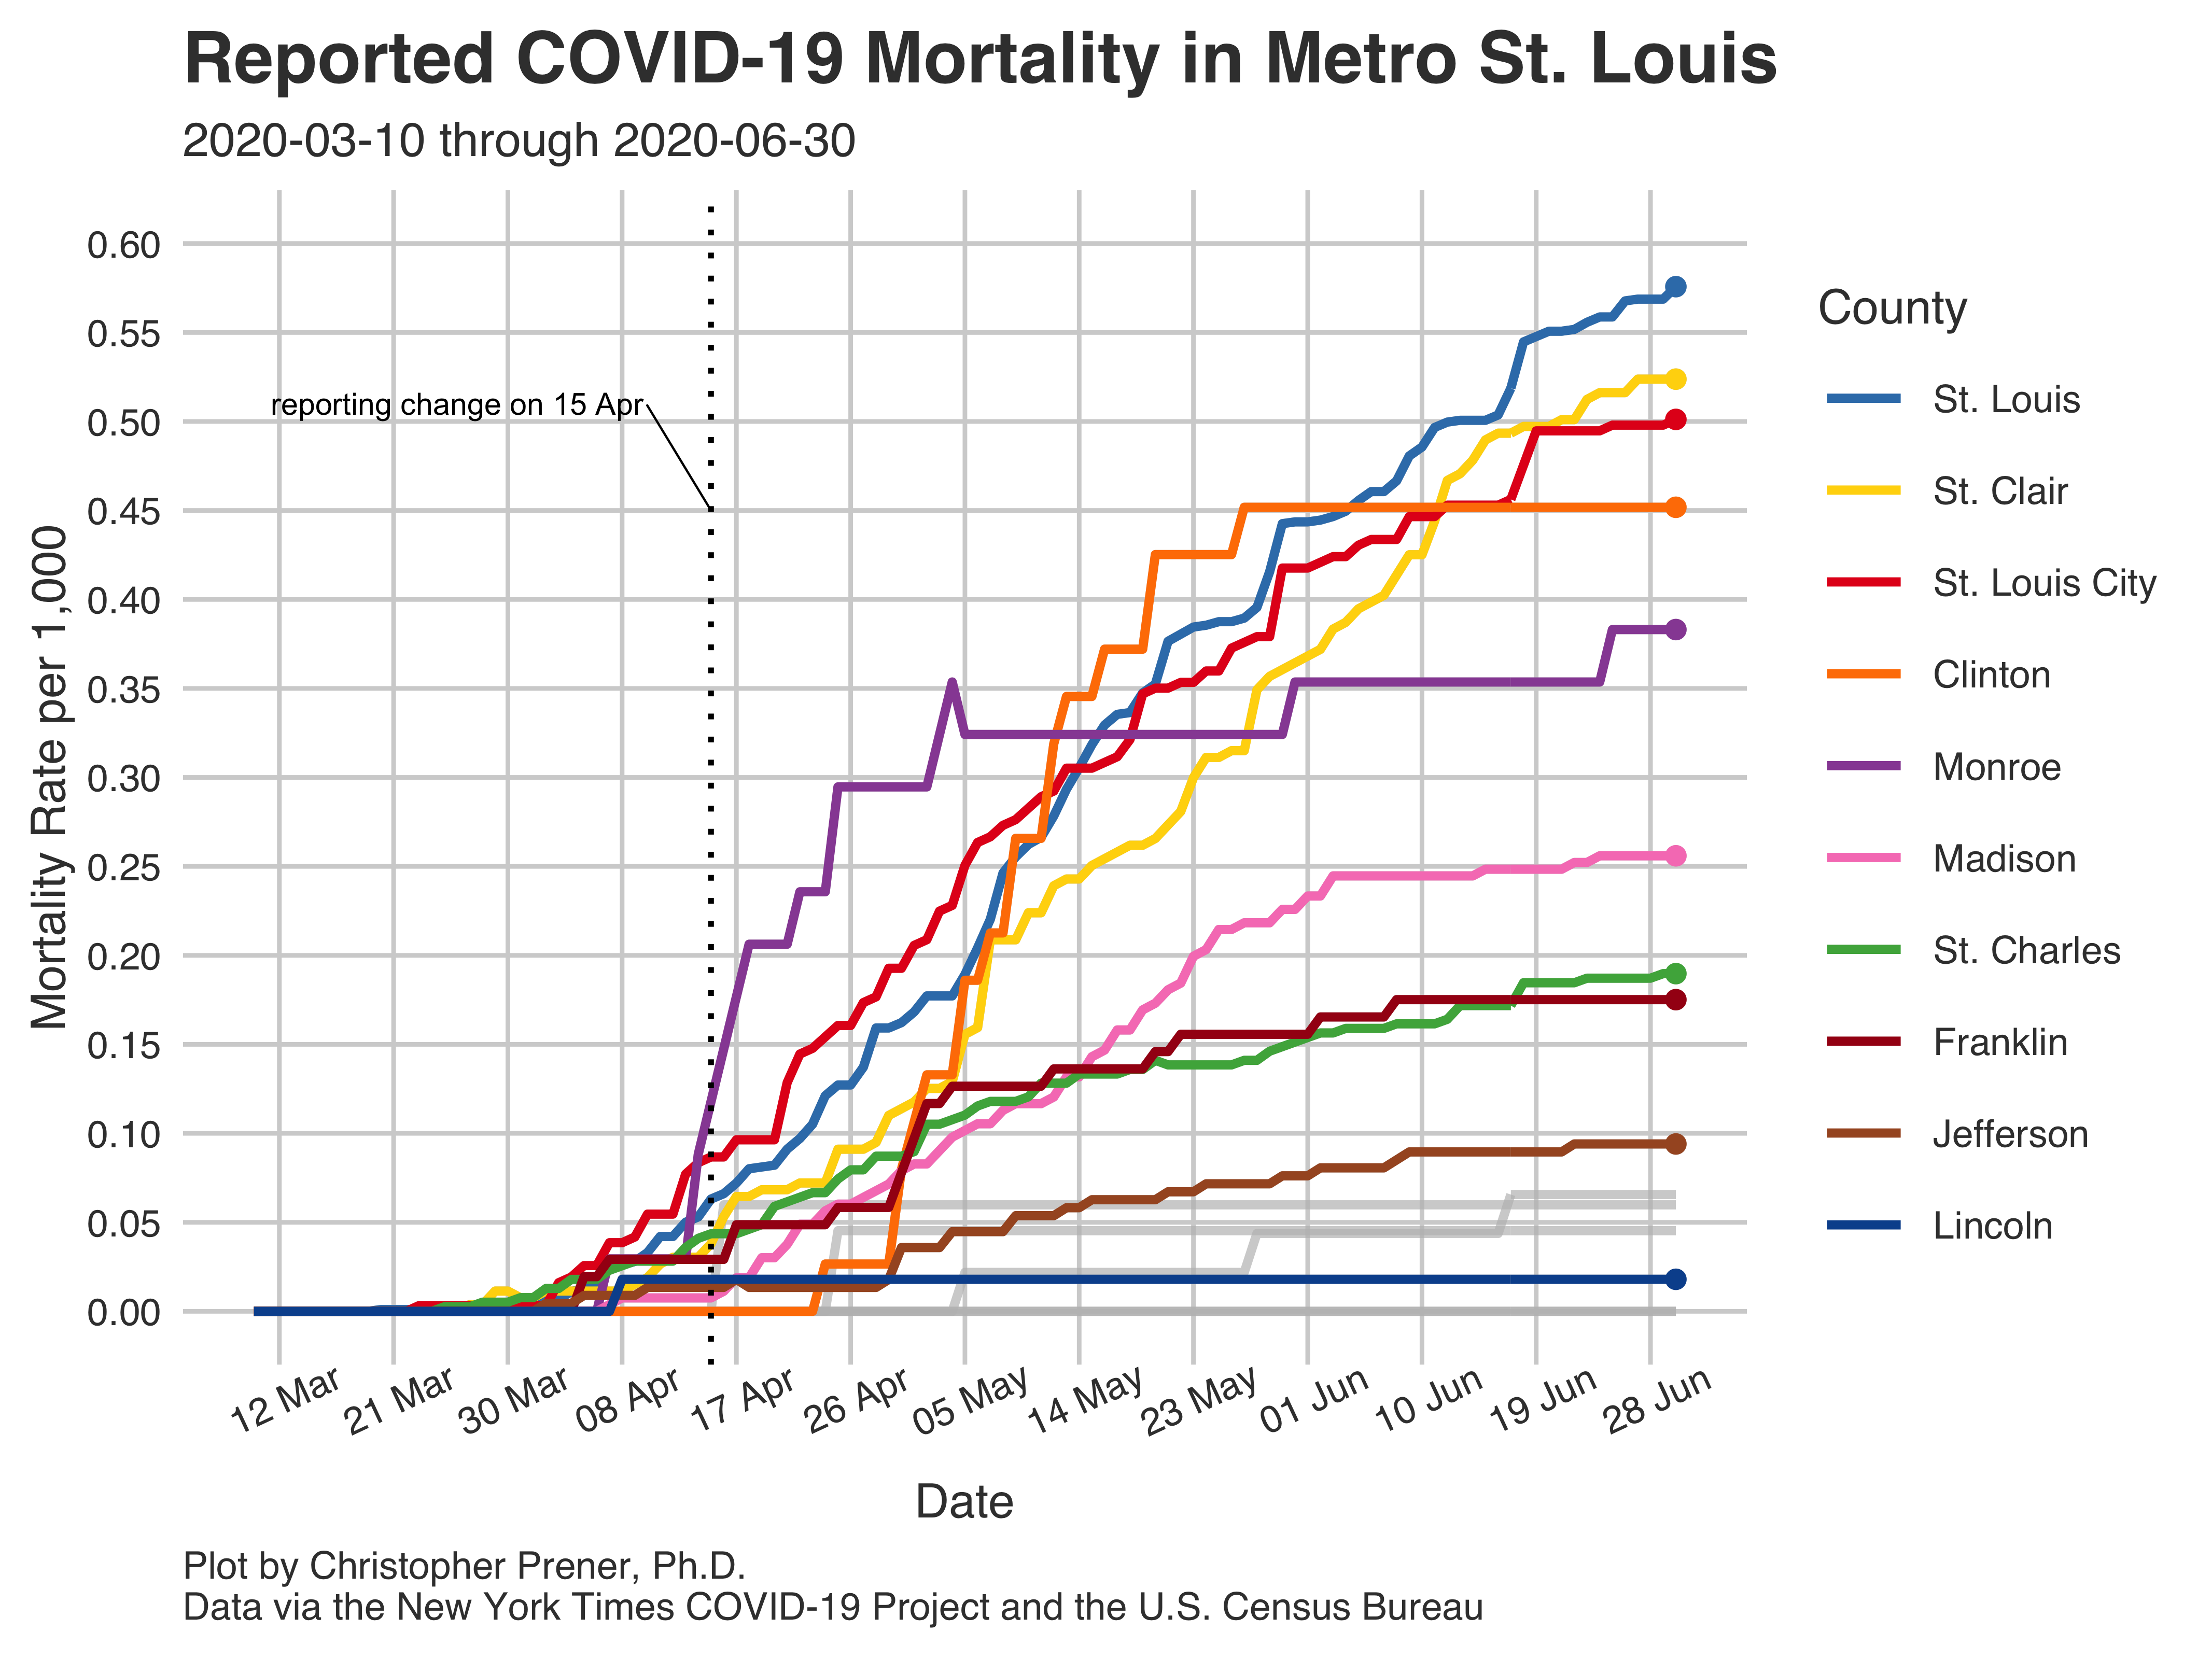 Reported COVID-19 Mortality in Metro St. Louis
2020-03-10 through 2020-06-30
Mortality Rate per 1,000
0.60
0.55
0.50
0.45
0.40
0.35
0.30
0.25
0.20
0.15
0.10
0.05
0.00
reporting change on 15 Apr
12 Mar
21 Mar
30 Mar
08 Apr
17 Apr
26 Apr
05 May
14 May
23 May
01 Jun
10 Jun
19 Jun
28 Jun
Date
County
St. Louis
St. Clair
St. Louis City
Clinton
Monroe
Madison
St. Charles
Franklin
Jefferson
Lincoln
Plot by Christopher Prener, Ph.D.
Data via the New York Times COVID-19 Project and the U.S. Census Bureau